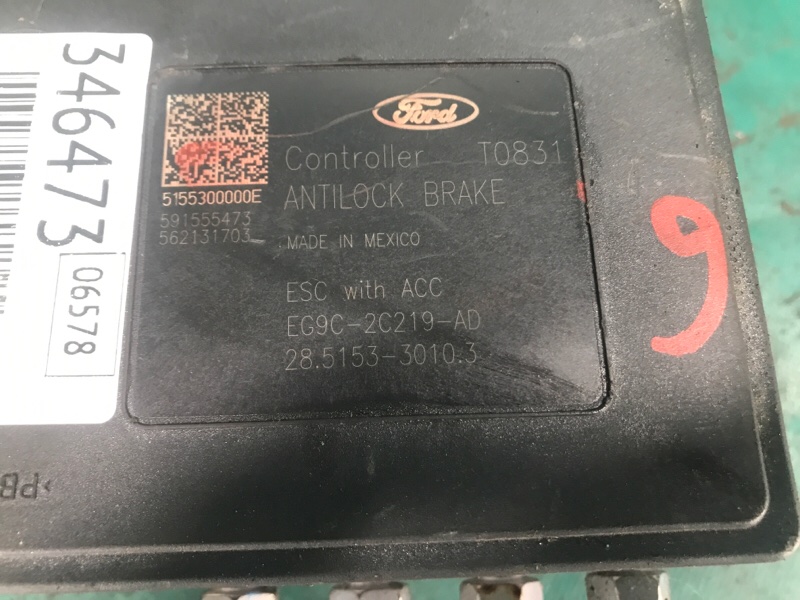 Ford
Controller T0831
ANTILOCK BRAKE
5155300000E
591555473
562131703
MADE IN MEXICO
ESC with ACC
EG9C-2C219-AD
28.5153-3010.3
346473
06578
9
>PB